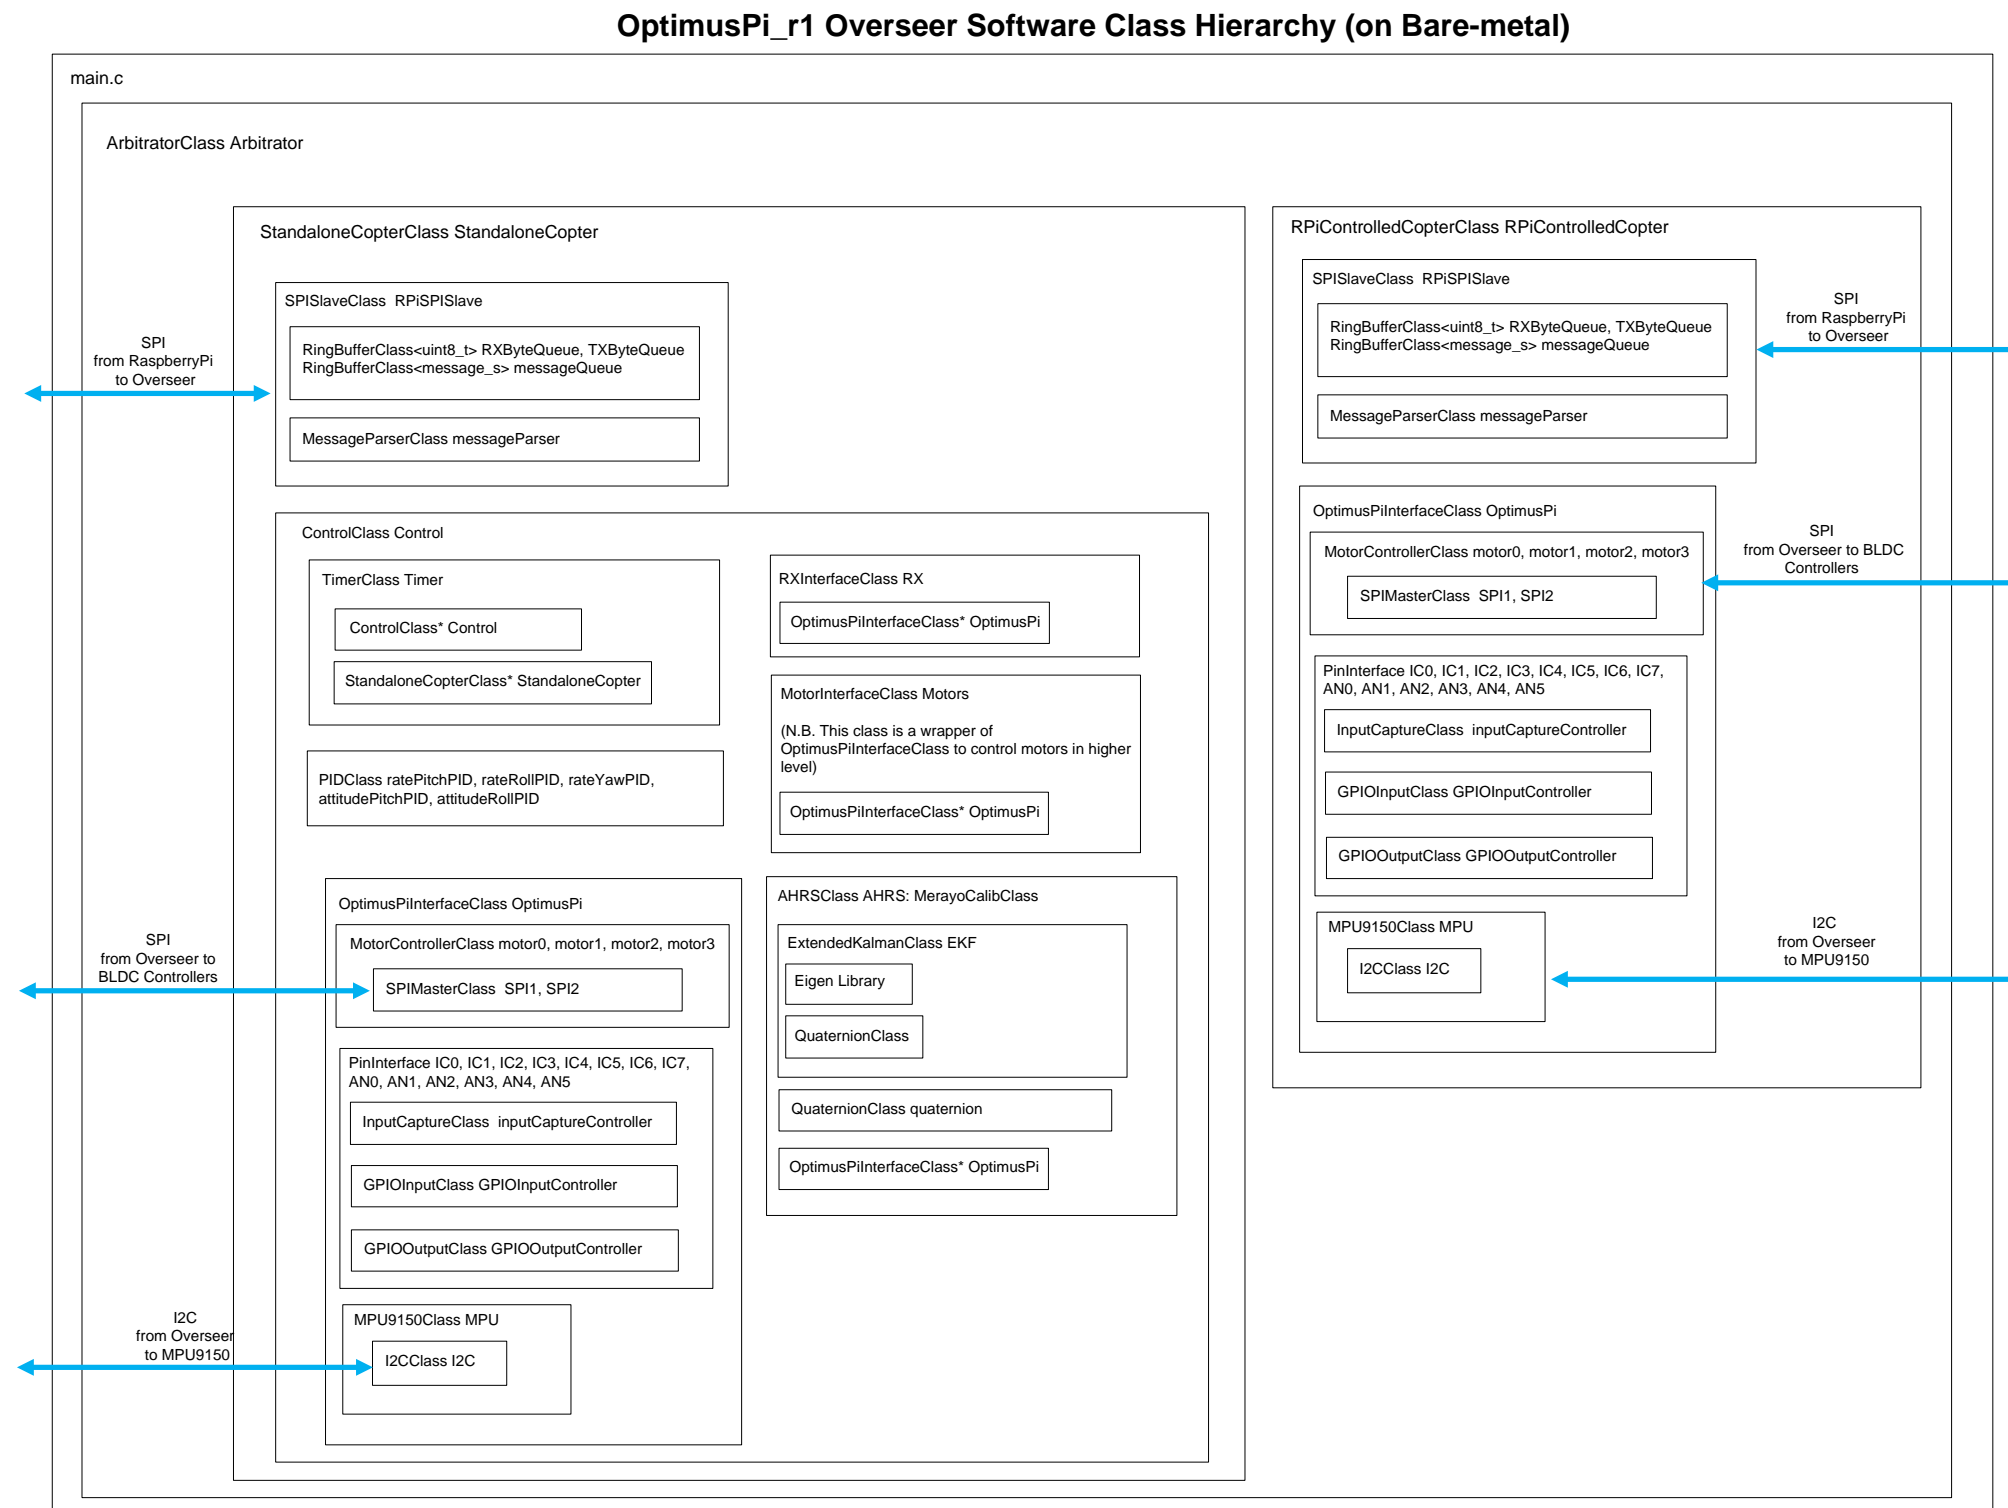 OptimusPi_r1 Overseer Software Class Hierarchy (on Bare-metal)
main.c
ArbitratorClass Arbitrator
StandaloneCopterClass StandaloneCopter
SPISlaveClass  RPiSPISlave
RingBufferClass<uint8_t> RXByteQueue, TXByteQueue
RingBufferClass<message_s> messageQueue
MessageParserClass messageParser
SPI
from RaspberryPi
to Overseer
ControlClass Control
TimerClass Timer
ControlClass* Control
StandaloneCopterClass* StandaloneCopter
PIDClass ratePitchPID, rateRollPID, rateYawPID,
attitudePitchPID, attitudeRollPID
RXInterfaceClass RX
OptimusPiInterfaceClass* OptimusPi
MotorInterfaceClass Motors
(N.B. This class is a wrapper of
OptimusPiInterfaceClass to control motors in higher
level)
OptimusPiInterfaceClass* OptimusPi
OptimusPiInterfaceClass OptimusPi
MotorControllerClass motor0, motor1, motor2, motor3
SPIMasterClass  SPI1, SPI2
SPI
from Overseer to
BLDC Controllers
PinInterface IC0, IC1, IC2, IC3, IC4, IC5, IC6, IC7,
AN0, AN1, AN2, AN3, AN4, AN5
InputCaptureClass  inputCaptureController
GPIOInputClass GPIOInputController
GPIOOutputClass GPIOOutputController
MPU9150Class MPU
I2CClass I2C
I2C
from Overseer
to MPU9150
AHRSClass AHRS: MerayoCalibClass
ExtendedKalmanClass EKF
Eigen Library
QuaternionClass
QuaternionClass quaternion
OptimusPiInterfaceClass* OptimusPi
RPiControlledCopterClass RPiControlledCopter
SPISlaveClass  RPiSPISlave
RingBufferClass<uint8_t> RXByteQueue, TXByteQueue
RingBufferClass<message_s> messageQueue
MessageParserClass messageParser
SPI
from RaspberryPi
to Overseer
OptimusPiInterfaceClass OptimusPi
MotorControllerClass motor0, motor1, motor2, motor3
SPIMasterClass  SPI1, SPI2
SPI
from Overseer to BLDC
Controllers
PinInterface IC0, IC1, IC2, IC3, IC4, IC5, IC6, IC7,
AN0, AN1, AN2, AN3, AN4, AN5
InputCaptureClass  inputCaptureController
GPIOInputClass GPIOInputController
GPIOOutputClass GPIOOutputController
MPU9150Class MPU
I2CClass I2C
I2C
from Overseer
to MPU9150